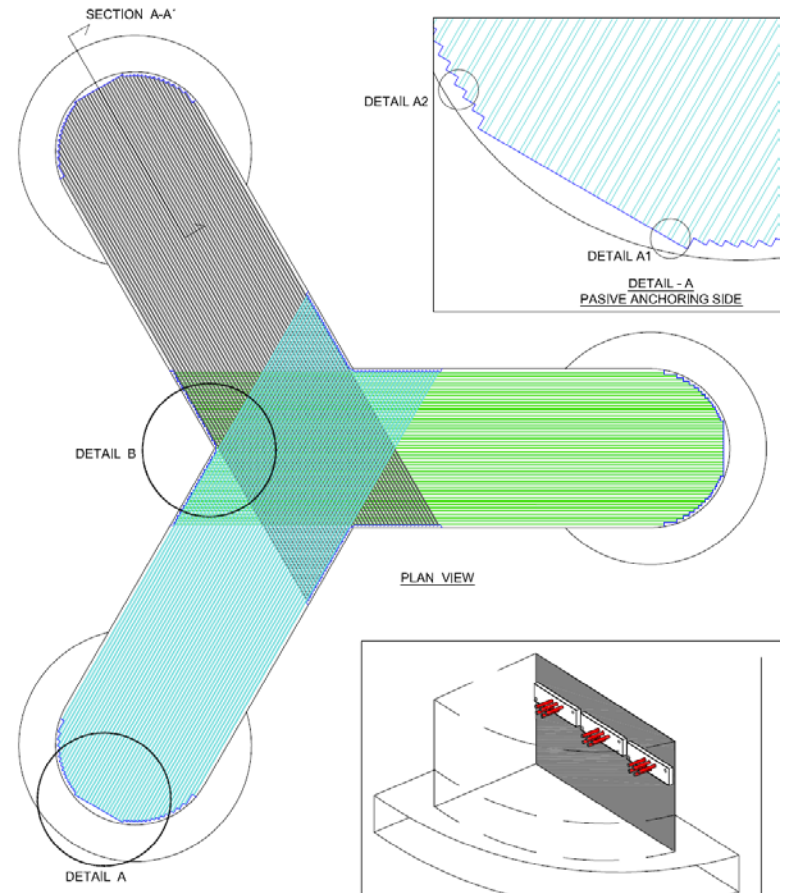 SECTION A-A'
DETAIL A2
DETAIL A1
DETAIL - A
PASIVE ANCHORING SIDE
DETAIL B
PLAN VIEW
DETAIL A